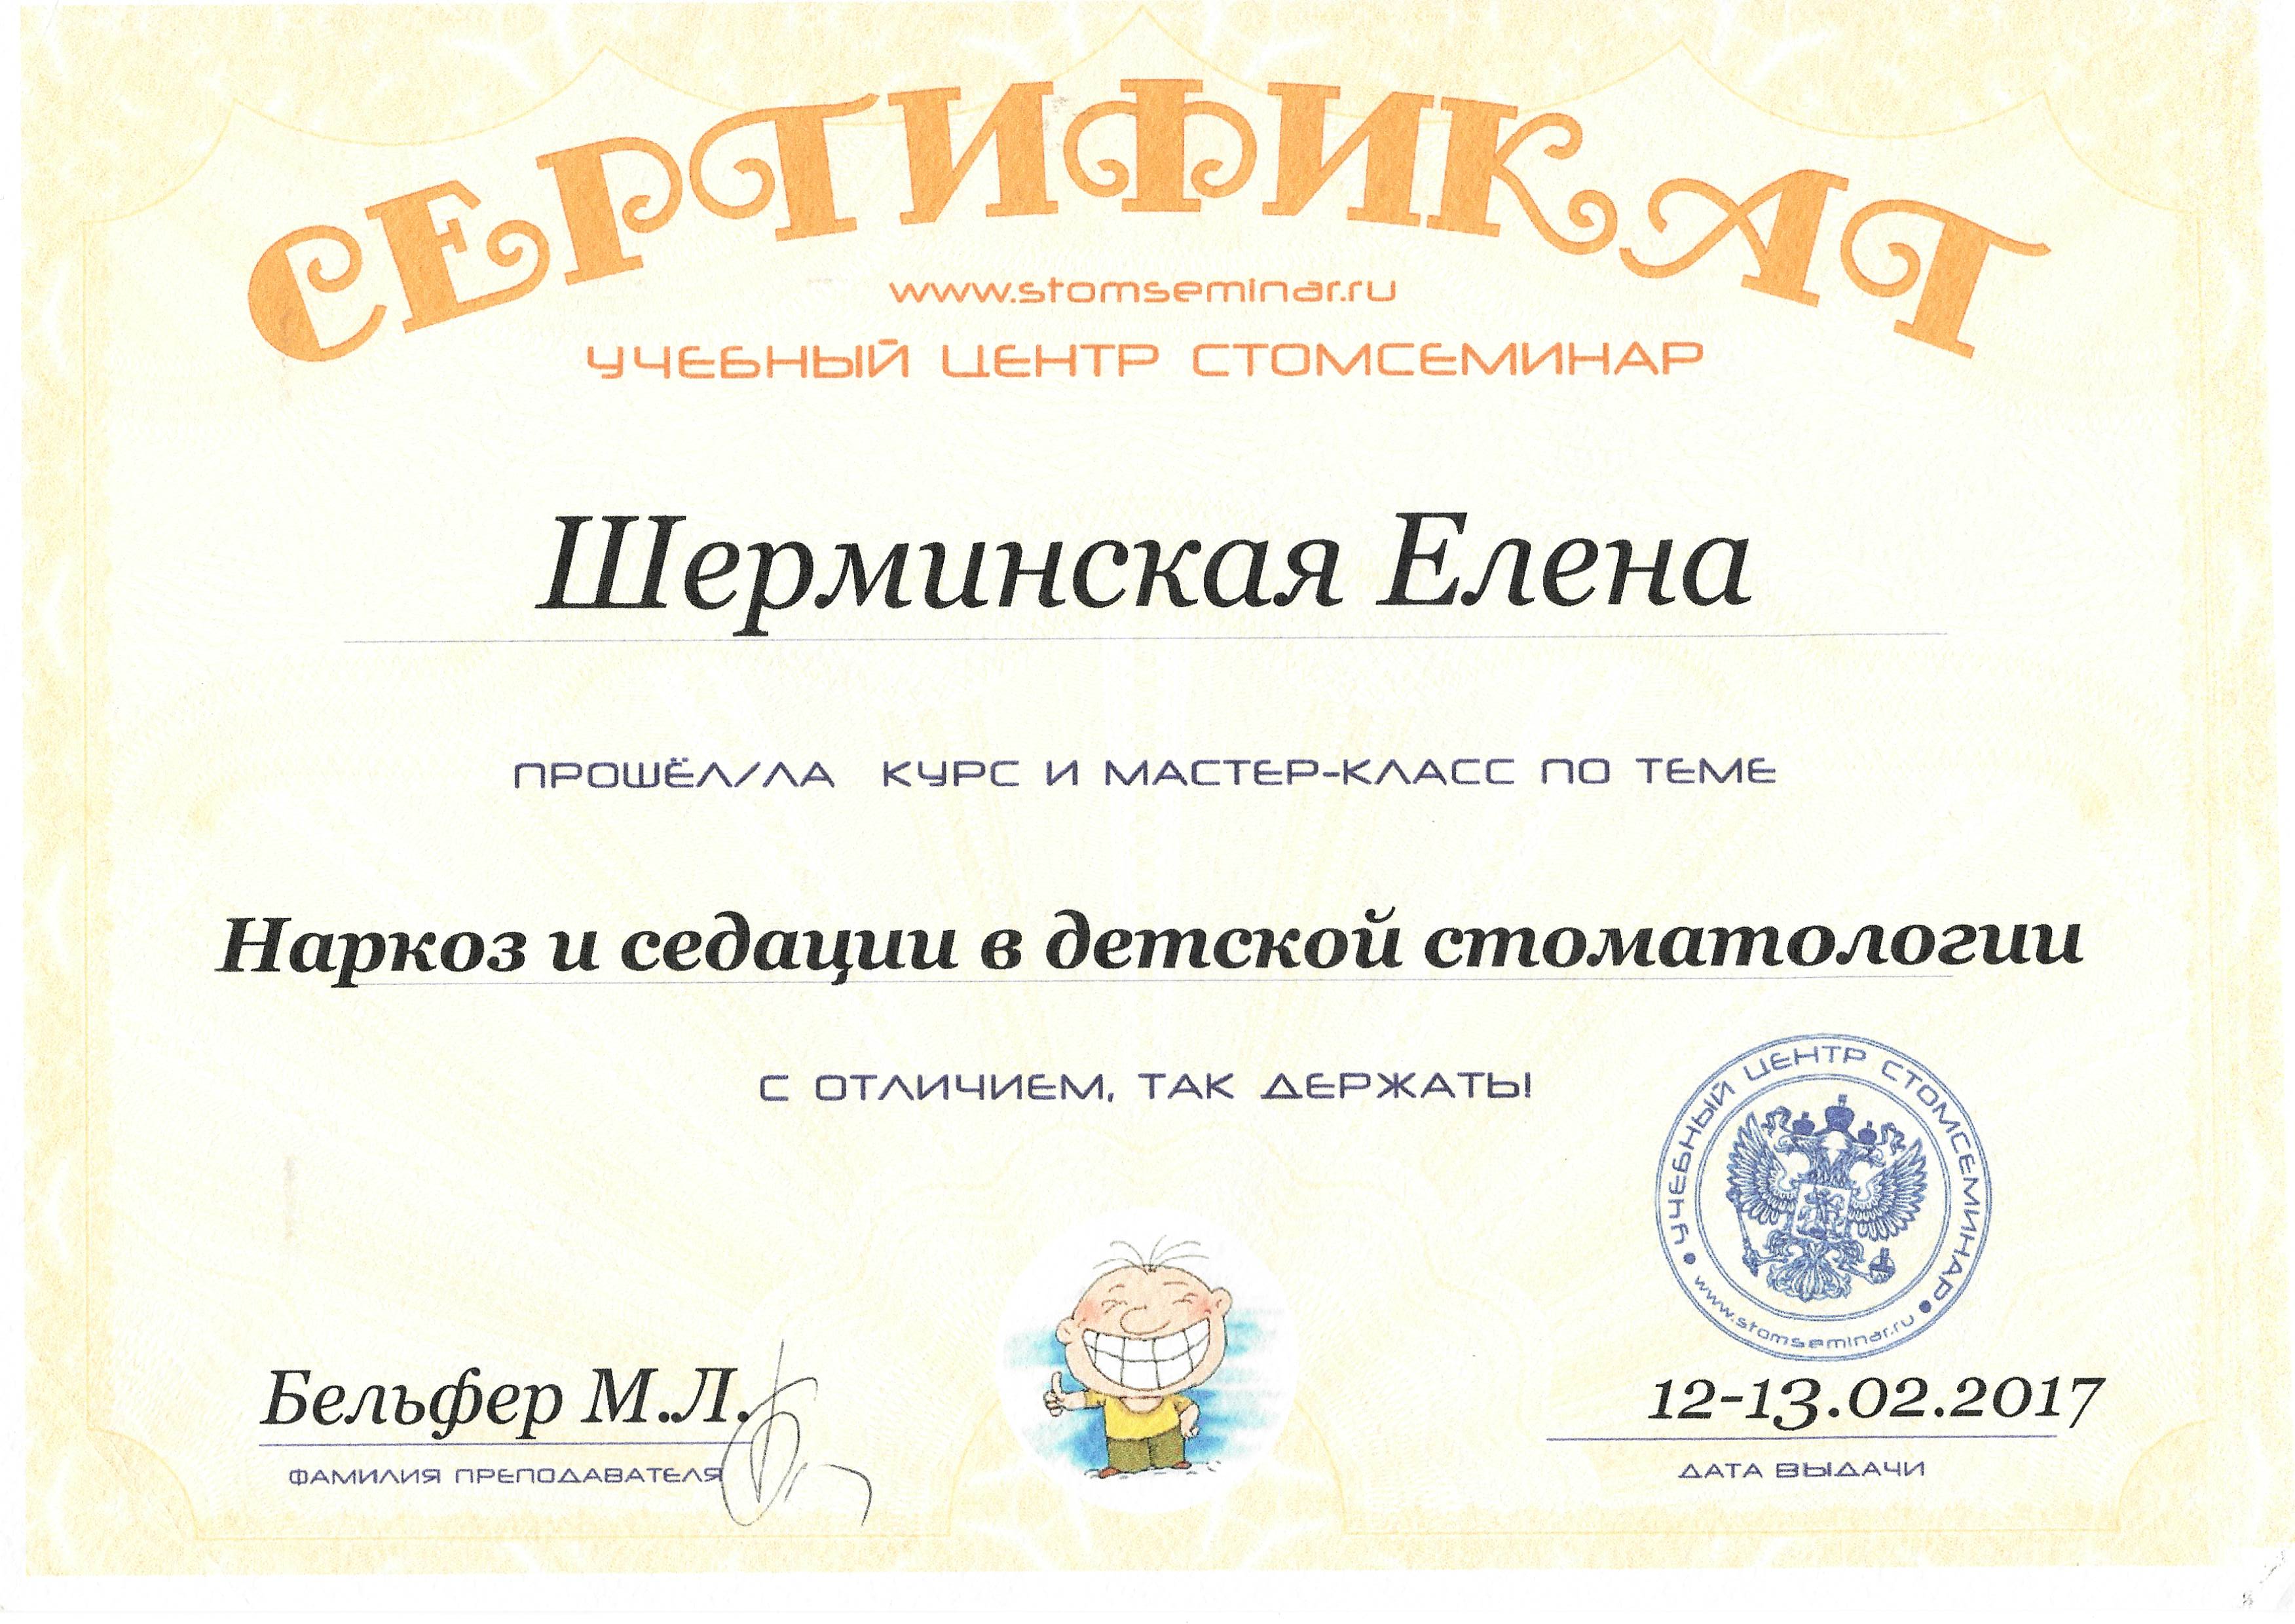 СЕРТИФИКАТ
www.stomseminar.ru
УЧЕБНЫЙ ЦЕНТР СТОМСЕМИНАР
Шерминская Елена
ПРОШЁЛ/ЛА КУРС И МАСТЕР-КЛАСС ПО ТЕМЕ
Наркоз и седации в детской стоматологии
С ОТЛИЧИЕМ, ТАК ДЕРЖАТЬ!
УЧЕБНЫЙ ЦЕНТР СТОМСЕМИНАР
www.stomseminar.ru
Бельфер М.Л.
ФАМИЛИЯ ПРЕПОДАВАТЕЛЯ
12-13.02.2017
ДАТА ВЫДАЧИ